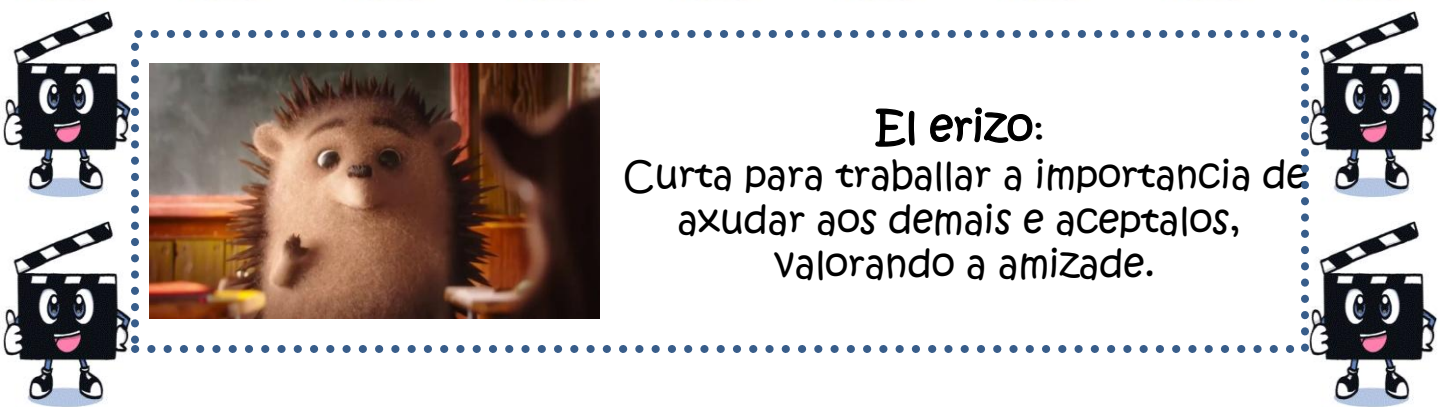 El erizo:
Curta para traballar a importancia de
axudar aos demais e aceptalos,
valorando a amizade.